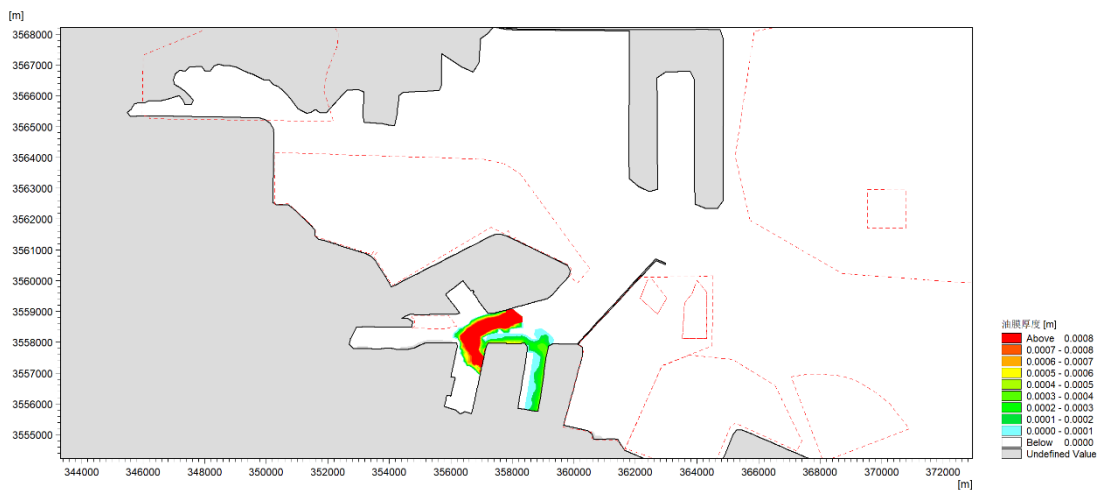 [m]
3568000
3567000
3566000
3565000
3564000
3563000
3562000
3561000
3560000
3559000
3558000
3557000
3556000
3555000
344000 346000 348000 350000 352000 354000 356000 358000 360000 362000 364000 366000 368000 370000 372000
[m]
油膜厚度 [m]
Above 0.0008
0.0007 - 0.0008
0.0006 - 0.0007
0.0005 - 0.0006
0.0004 - 0.0005
0.0003 - 0.0004
0.0002 - 0.0003
0.0001 - 0.0002
0.0000 - 0.0001
Below 0.0000
Undefined Value